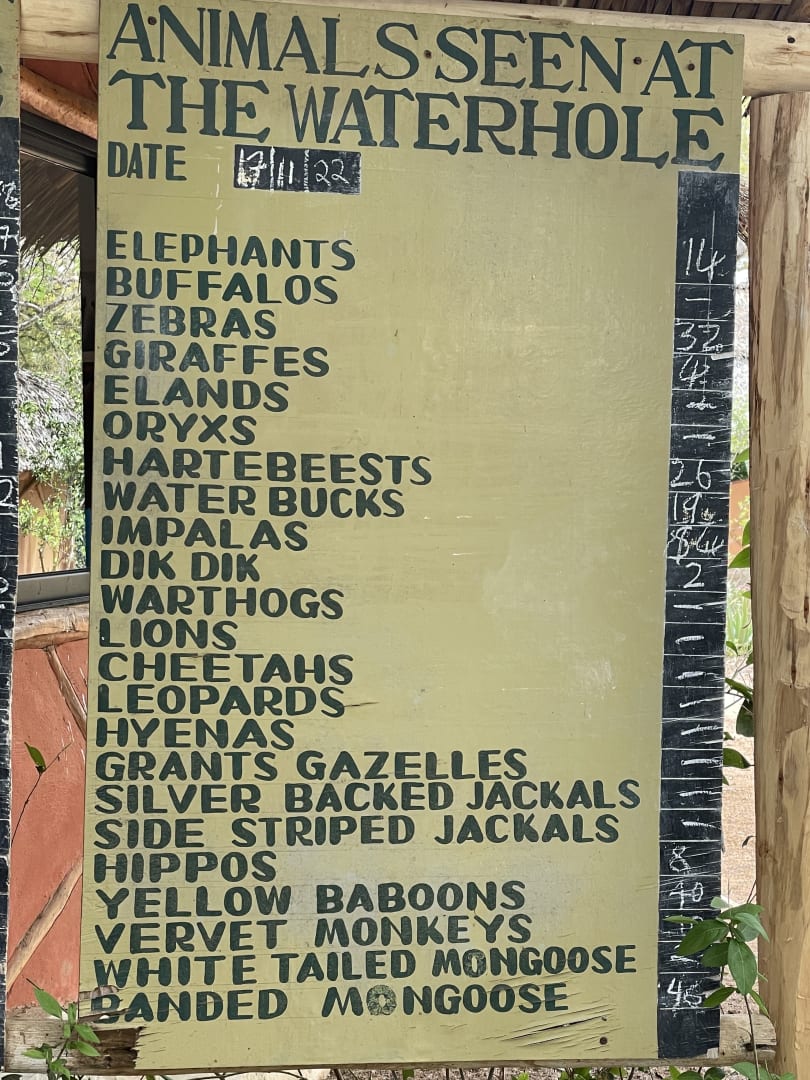 ANIMALS SEEN AT
THE WATERHOLE
DATE 17 11 22
ELEPHANTS 14
BUFFALOS -
ZEBRAS 32
GIRAFFES 4
ELANDS -
ORYXS -
HARTEBEESTS 26
WATER BUCKS
IMPALAS
DIK DIK 2
WARTHOGS -
LIONS -
CHEETAHS -
LEOPARDS -
HYENAS -
GRANTS GAZELLES -
SILVER BACKED JACKALS -
SIDE STRIPED JACKALS -
HIPPOS 8
YELLOW BABOONS 40
VERVET MONKEYS
WHITE TAILED MONGOOSE
BANDED MONGOOSE 45